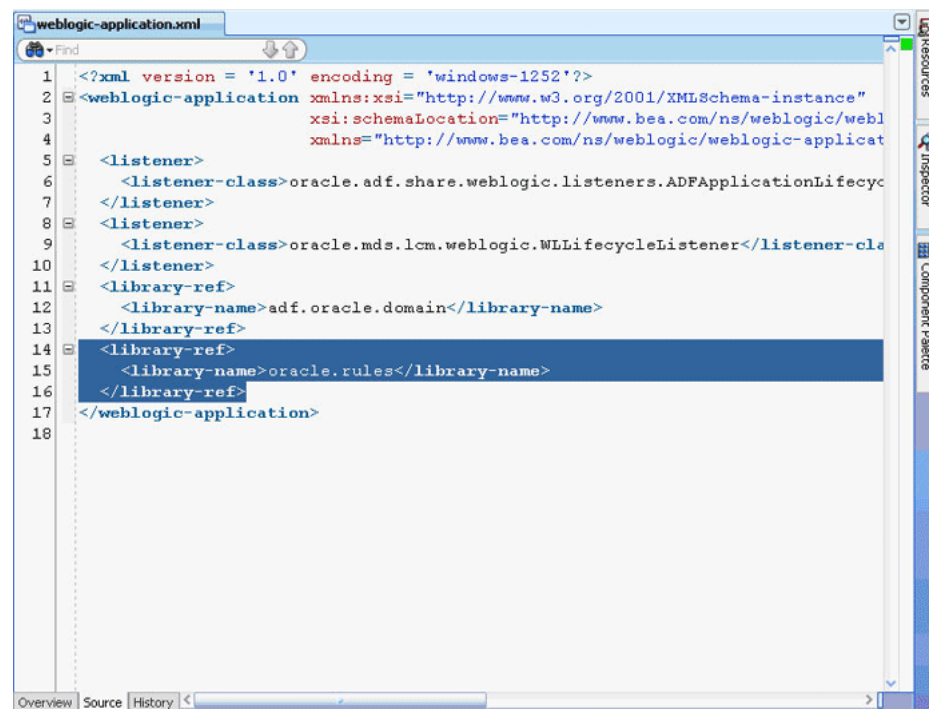 weblogic-application.xml
Find
1 <?xml version = '1.0' encoding = 'windows-1252'?>
2 <weblogic-application xmlns:xsi="http://www.w3.org/2001/XMLSchema-instance"
3 xsi:schemaLocation="http://www.bea.com/ns/weblogic/webl
4 xmlns="http://www.bea.com/ns/weblogic/weblogic-applicat
5 <listener>
6 <listener-class>oracle.adf.share.weblogic.listeners.ADFApplicationLifecyc
7 </listener>
8 <listener>
9 <listener-class>oracle.mds.lcm.weblogic.WLLifecycleListener</listener-cla
10 </listener>
11 <library-ref>
12 <library-name>adf.oracle.domain</library-name>
13 </library-ref>
14 <library-ref>
15 <library-name>oracle.rules</library-name>
16 </library-ref>
17 </weblogic-application>
18
Resources
Inspector
Component Palette
Overview Source History